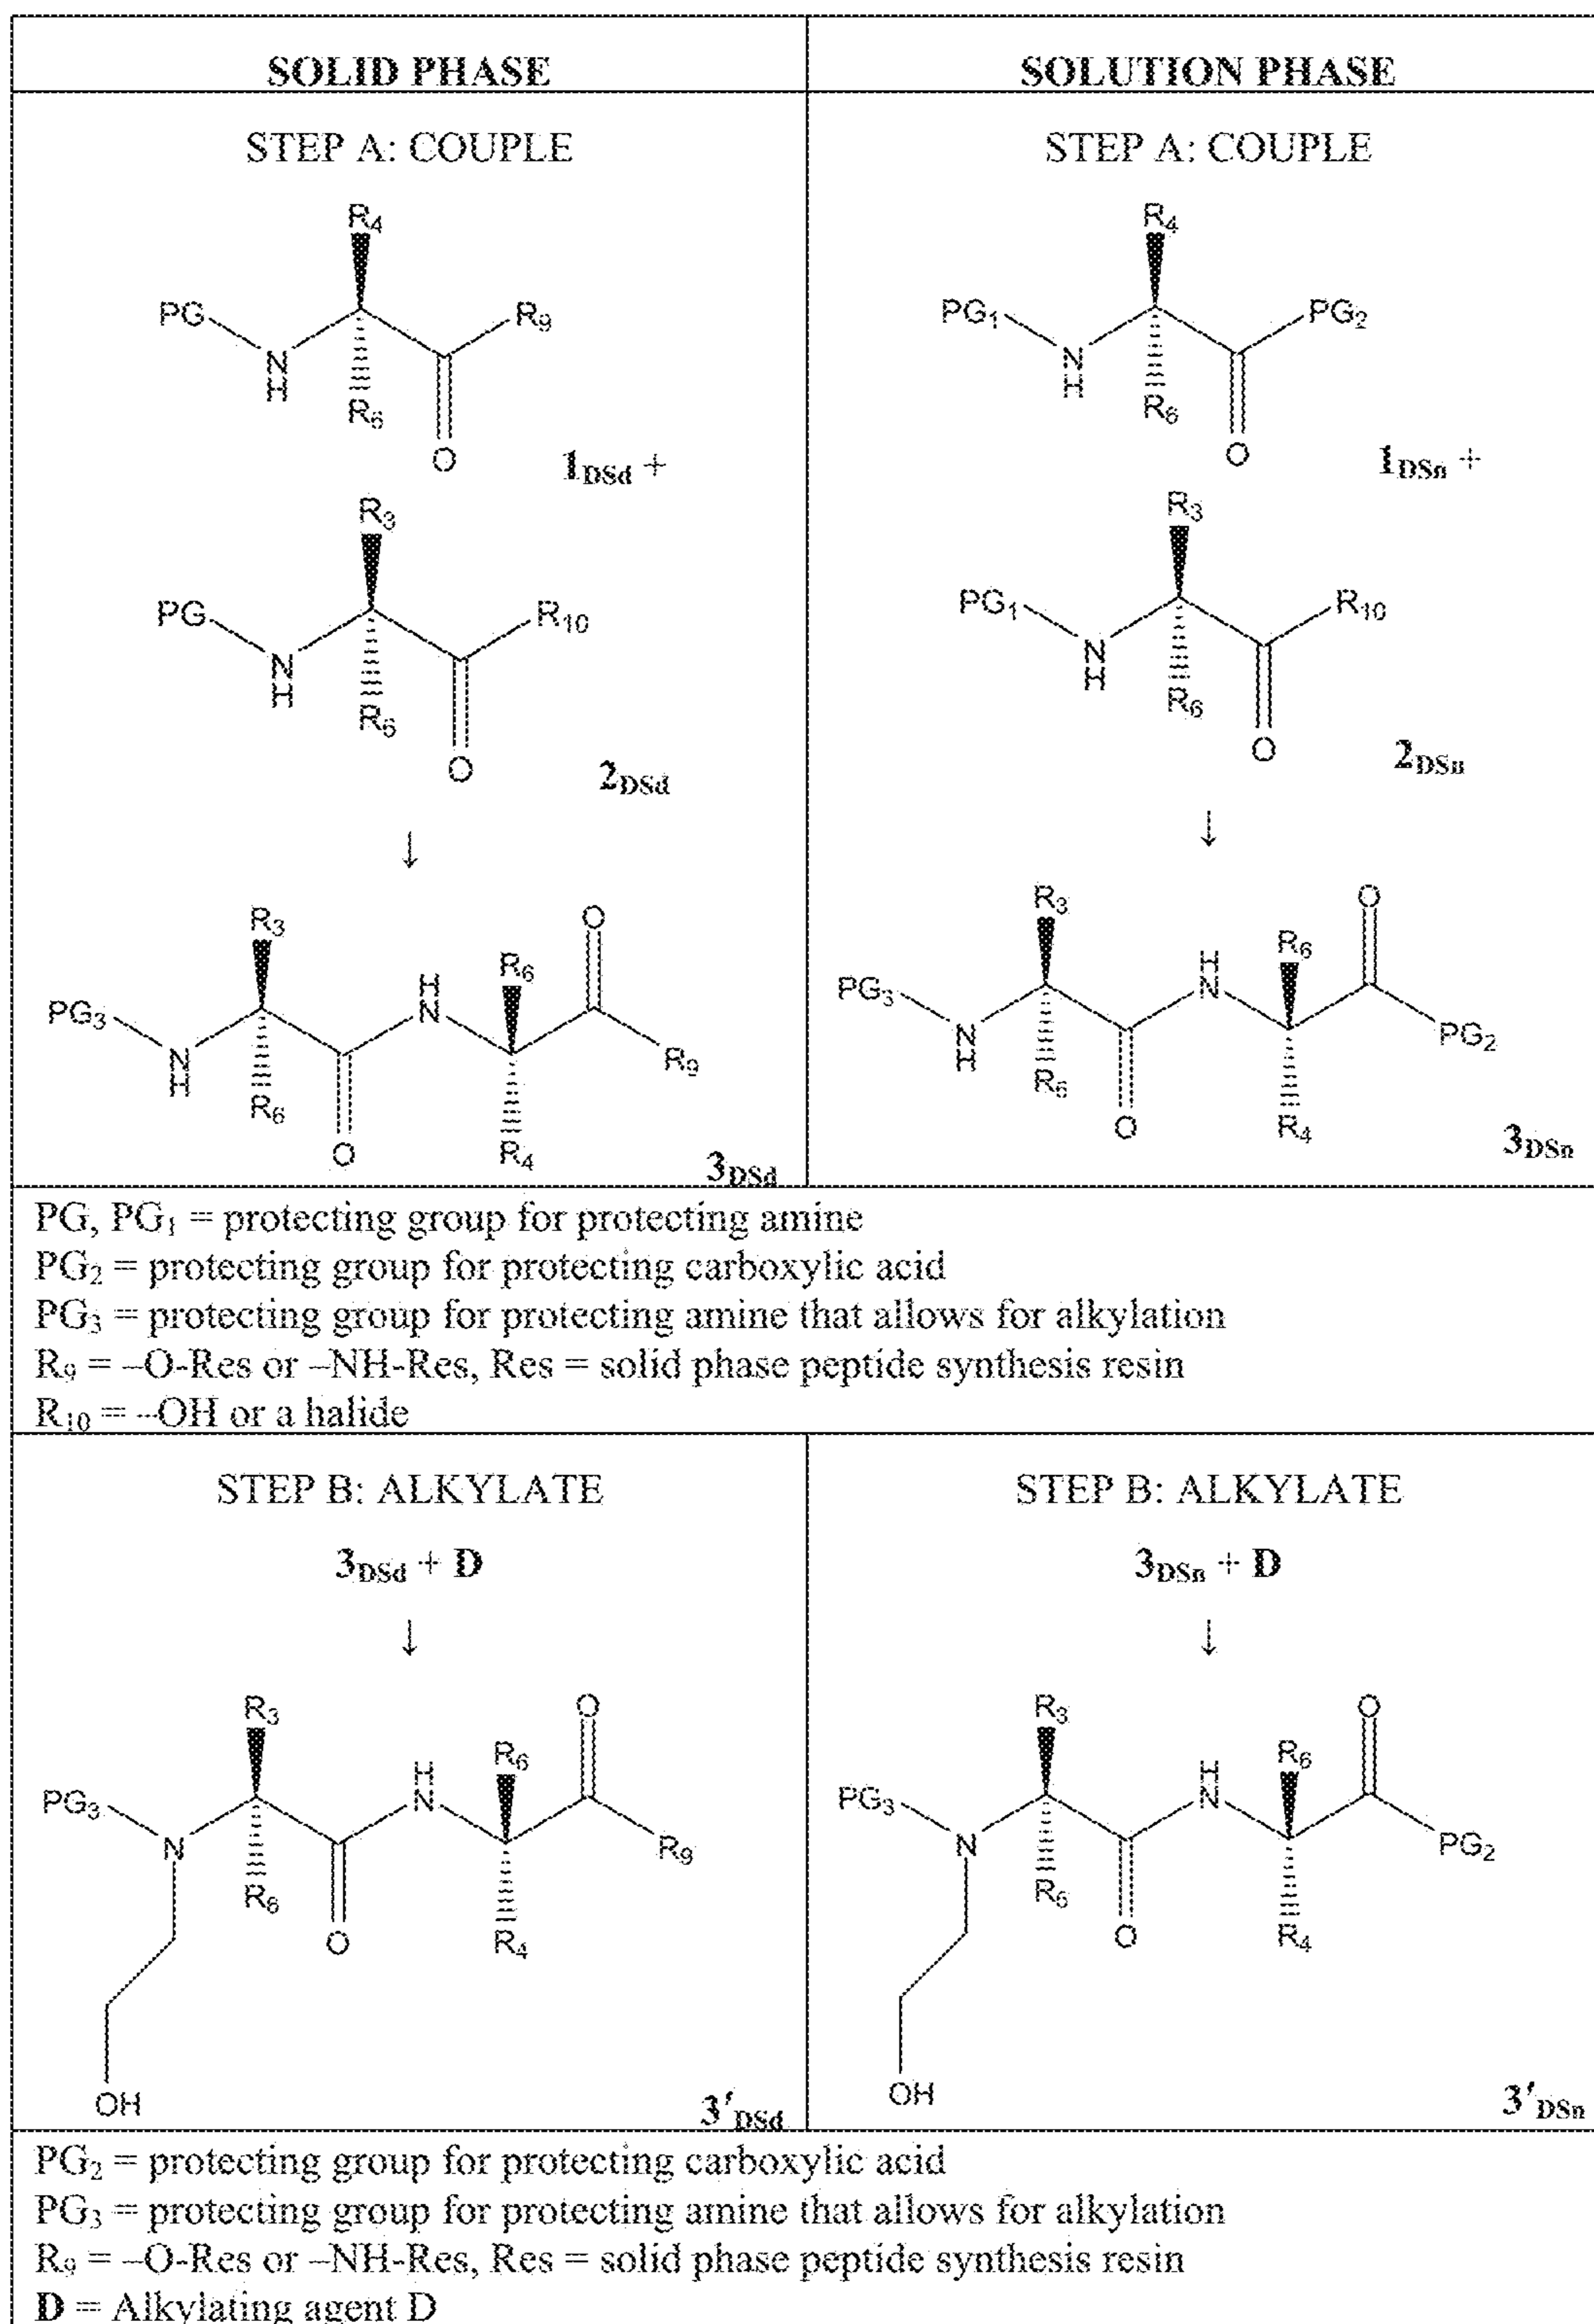 SOLID PHASE
SOLUTION PHASE
STEP A: COUPLE
STEP A: COUPLE
R4
PG
R9
N
H
R6
O
1DSd +
R4
PG1
PG2
N
H
R6
O
1DSn +
R3
PG
R10
N
H
R6
O
2DSd
R3
PG1
R10
N
H
R6
O
2DSn
↓
↓
R3
O
R6
H
N
PG3
N
H
R9
R6
O
R4
3DSd
R3
O
R6
H
N
PG3
N
H
PG2
R6
O
R4
3DSn
PG, PG1 = protecting group for protecting amine
PG2 = protecting group for protecting carboxylic acid
PG3 = protecting group for protecting amine that allows for alkylation
R9 = –O-Res or –NH-Res, Res = solid phase peptide synthesis resin
R10 = –OH or a halide
STEP B: ALKYLATE
STEP B: ALKYLATE
3DSd + D
3DSn + D
↓
↓
R3
O
R6
H
N
PG3
N
R9
R6
O
R4
OH
3′DSd
R3
O
R6
H
N
PG3
N
PG2
R6
O
R4
OH
3′DSn
PG2 = protecting group for protecting carboxylic acid
PG3 = protecting group for protecting amine that allows for alkylation
R9 = –O-Res or –NH-Res, Res = solid phase peptide synthesis resin
D = Alkylating agent D